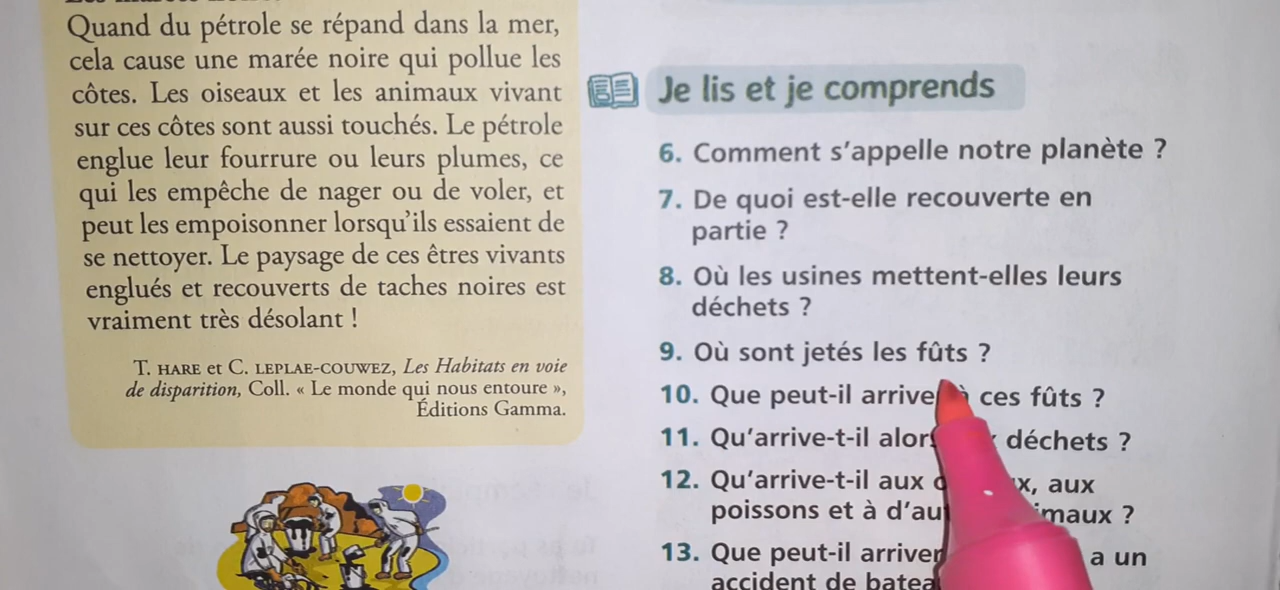 Quand du pétrole se répand dans la mer,
cela cause une marée noire qui pollue les
côtes. Les oiseaux et les animaux vivant
sur ces côtes sont aussi touchés. Le pétrole
englue leur fourrure ou leurs plumes, ce
qui les empêche de nager ou de voler, et
peut les empoisonner lorsqu'ils essaient de
se nettoyer. Le paysage de ces êtres vivants
englués et recouverts de taches noires est
vraiment très désolant !
T. HARE et C. LEPLAE-COUWEZ, Les Habitats en voie
de disparition, Coll. « Le monde qui nous entoure »,
Éditions Gamma.
Je lis et je comprends
6. Comment s'appelle notre planète ?
7. De quoi est-elle recouverte en
partie ?
8. Où les usines mettent-elles leurs
déchets ?
9. Où sont jetés les fûts ?
10. Que peut-il ces fûts ?
11. Qu'arrive-t-il déchets ?
12. Qu'arrive-t-il aux aux
poissons et à
13. Que peut-il arriver a un
accident de